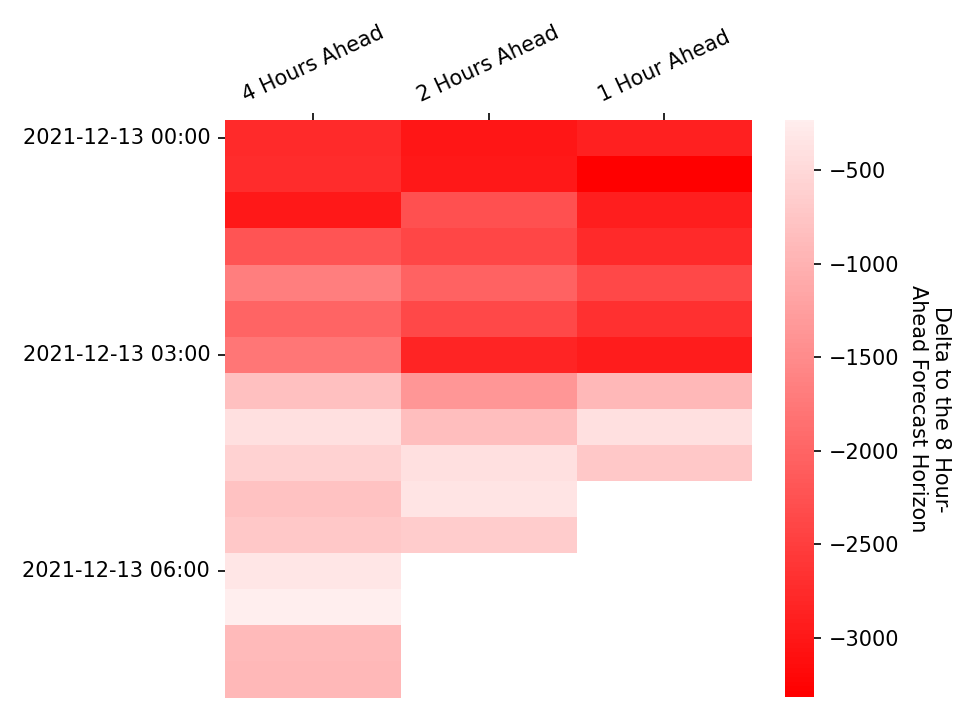 4 Hours Ahead
2 Hours Ahead
1 Hour Ahead
2021-12-13 00:00
2021-12-13 03:00
2021-12-13 06:00
−500
−1000
−1500
−2000
−2500
−3000
Delta to the 8 Hour-
Ahead Forecast Horizon